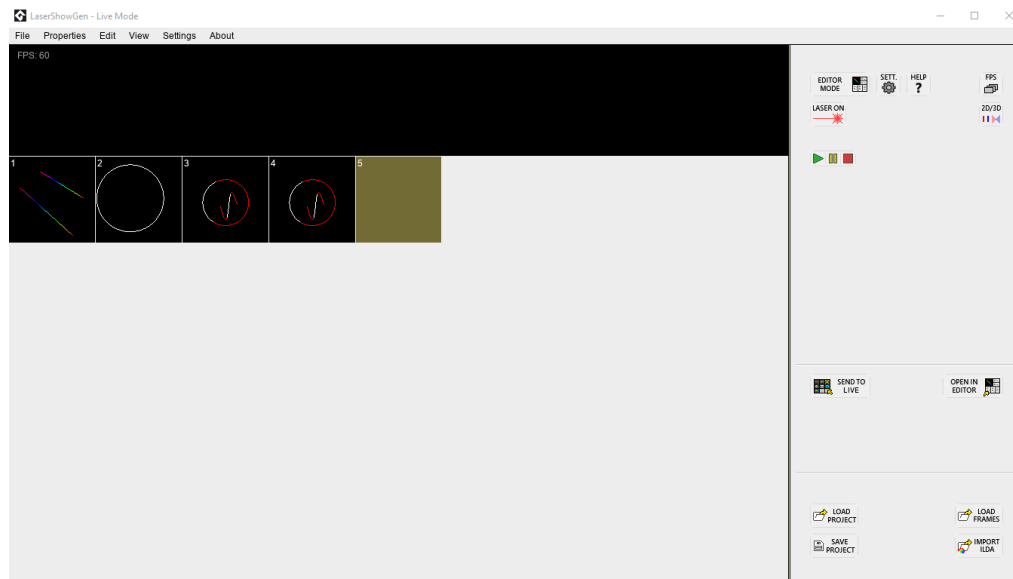 LaserShowGen - Live Mode
File Properties Edit View Settings About
FPS: 60
EDITOR
MODE
SETT.
HELP
?
FPS
LASER ON
2D/3D
1 2 3 4 5
SEND TO
LIVE
OPEN IN
EDITOR
LOAD
PROJECT
LOAD
FRAMES
SAVE
PROJECT
IMPORT
ILDA